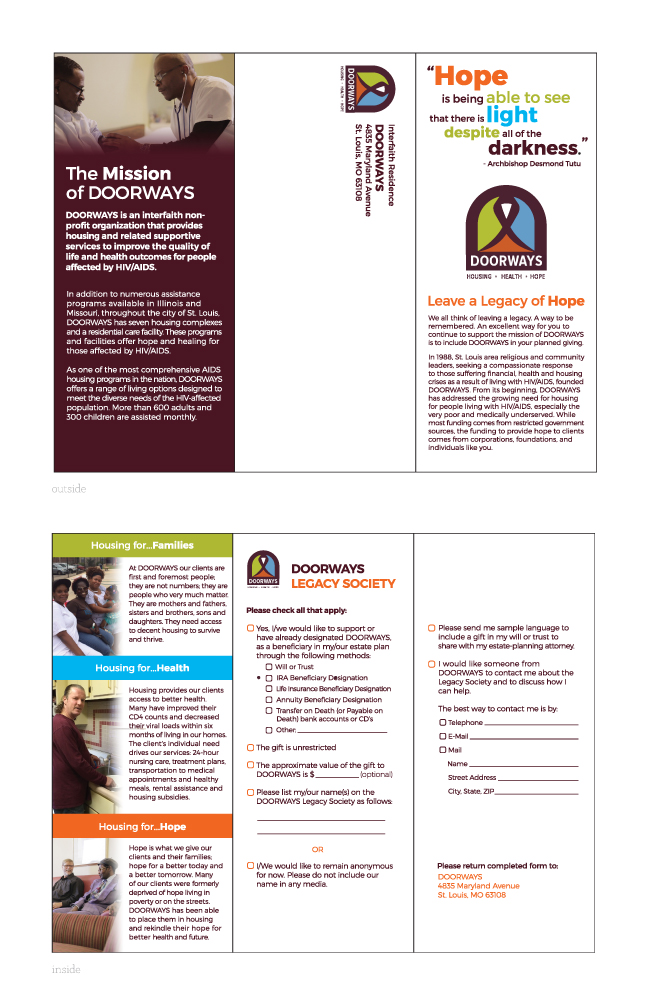 The Mission
of DOORWAYS
DOORWAYS is an interfaith non-
profit organization that provides
housing and related supportive
services to improve the quality of
life and health outcomes for people
affected by HIV/AIDS.
In addition to numerous assistance
programs available in Illinois and
Missouri, throughout the city of St. Louis,
DOORWAYS has seven housing complexes
and a residential care facility. These programs
and facilities offer hope and healing to
those affected by HIV/AIDS.
As one of the most comprehensive AIDS
housing programs in the nation, DOORWAYS
offers a range of living options designed to
meet the diverse needs of the HIV-affected
population. More than 600 adults and
300 children are assisted monthly.
DOORWAYS
HOUSING • HEALTH • HOPE
Interfaith Residence
DOORWAYS
4835 Maryland Avenue
St. Louis, MO 63108
“Hope
is being able to see
that there is light
despite all of the
darkness.”
- Archbishop Desmond Tutu
DOORWAYS
HOUSING • HEALTH • HOPE
Leave a Legacy of Hope
We all think of leaving a legacy. A way to be
remembered. An excellent way for you to
continue to support the mission of DOORWAYS
is to include DOORWAYS in your planned giving.
In 1988, St. Louis area religious and community
leaders, seeking a compassionate response
to those suffering financial, health and housing
crises as a result of living with HIV/AIDS, founded
DOORWAYS. From its beginning, DOORWAYS
has addressed the growing need for housing
for people living with HIV/AIDS, especially the
very poor and medically underserved. While
most funding comes from restricted government
sources, the funding to provide hope to clients
comes from corporations, foundations, and
individuals like you.
outside
Housing for...Families
At DOORWAYS our clients are
first and foremost people;
they are not numbers; they are
people who very much matter.
They are mothers and fathers,
sisters and brothers, sons and
daughters. They need access
to decent housing to survive
and thrive.
Housing for...Health
Housing provides our clients
access to better health.
Many have improved their
CD4 counts and decreased
their viral loads within six
months of living in our homes.
The client's individual need
drives our services: 24-hour
nursing care, treatment plans,
transportation to medical
appointments and healthy
meals, rental assistance and
housing subsidies.
Housing for...Hope
Hope is what we give our
clients and their families;
hope for a better today and
a better tomorrow. Many
of our clients were formerly
deprived of hope living in
poverty or on the streets.
DOORWAYS has been able
to place them in housing
and rekindle their hope for
better health and future.
DOORWAYS
HOUSING • HEALTH • HOPE
DOORWAYS
LEGACY SOCIETY
Please check all that apply:
Yes, I/we would like to support or
have already designated DOORWAYS,
as a beneficiary in my/our estate plan
through the following methods:
Will or Trust
• IRA Beneficiary Designation
Life Insurance Beneficiary Designation
Annuity Beneficiary Designation
Transfer on Death (or Payable on
Death) bank accounts or CD's
Other:
The gift is unrestricted
The approximate value of the gift to
DOORWAYS is $ (optional)
Please list my/our name(s) on the
DOORWAYS Legacy Society as follows:
OR
I/We would like to remain anonymous
for now. Please do not include our
name in any media.
Please send me sample language to
include a gift in my will or trust to
share with my estate-planning attorney.
I would like someone from
DOORWAYS to contact me about the
Legacy Society and to discuss how I
can help.
The best way to contact me is by:
Telephone
E-Mail
Mail
Name
Street Address
City, State, ZIP
Please return completed form to:
DOORWAYS
4835 Maryland Avenue
St. Louis, MO 63108
inside